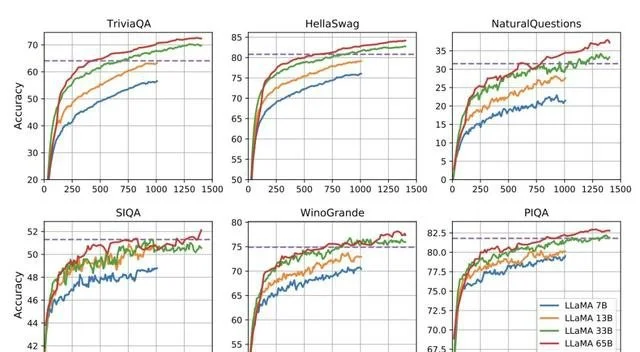 TriviaQA
HellaSwag
NaturalQuestions
Accuracy
70
60
50
40
30
20
0 250 500 750 1000 1250 1500
85
80
75
70
65
60
55
50
0 250 500 750 1000 1250 1500
35
30
25
20
15
10
5
0
0 250 500 750 1000 1250 1500
SIQA
WinoGrande
PIQA
Accuracy
52
50
48
46
44
42
80
75
70
65
60
55
82.5
80.0
77.5
75.0
72.5
70.0
67.5
LLaMA 7B
LLaMA 13B
LLaMA 33B
LLaMA 65B